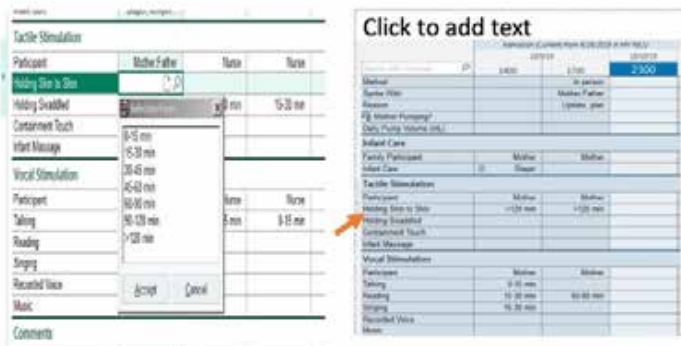 Tactile Stimulation
Participant Mother;Father Nurse Nurse
Holding Skin to Skin
Holding Swaddled 15-30 min
Containment Touch
Infant Massage
0-15 min
15-30 min
30-45 min
45-60 min
60-90 min
90-120 min
>120 min
Accept Cancel
Vocal Stimulation
Participant Nurse Nurse
Talking 0-15 min
Reading
Singing
Recorded Voice
Music
Comments
Click to add text
1400 1700 2300
Method In person
Spoke With Mother;Father
Reason Update, plan
Mother Pumping?
Daily Pump Volume (mL)
Infant Care
Family Participant Mother Mother
Infant Care Diaper
Tactile Stimulation
Participant Mother Mother
Holding Skin to Skin >120 min >120 min
Holding Swaddled
Containment Touch
Infant Massage
Vocal Stimulation
Participant Mother Mother
Talking 0-15 min
Reading 15-30 min 60-90 min
Singing 15-30 min
Recorded Voice
Music